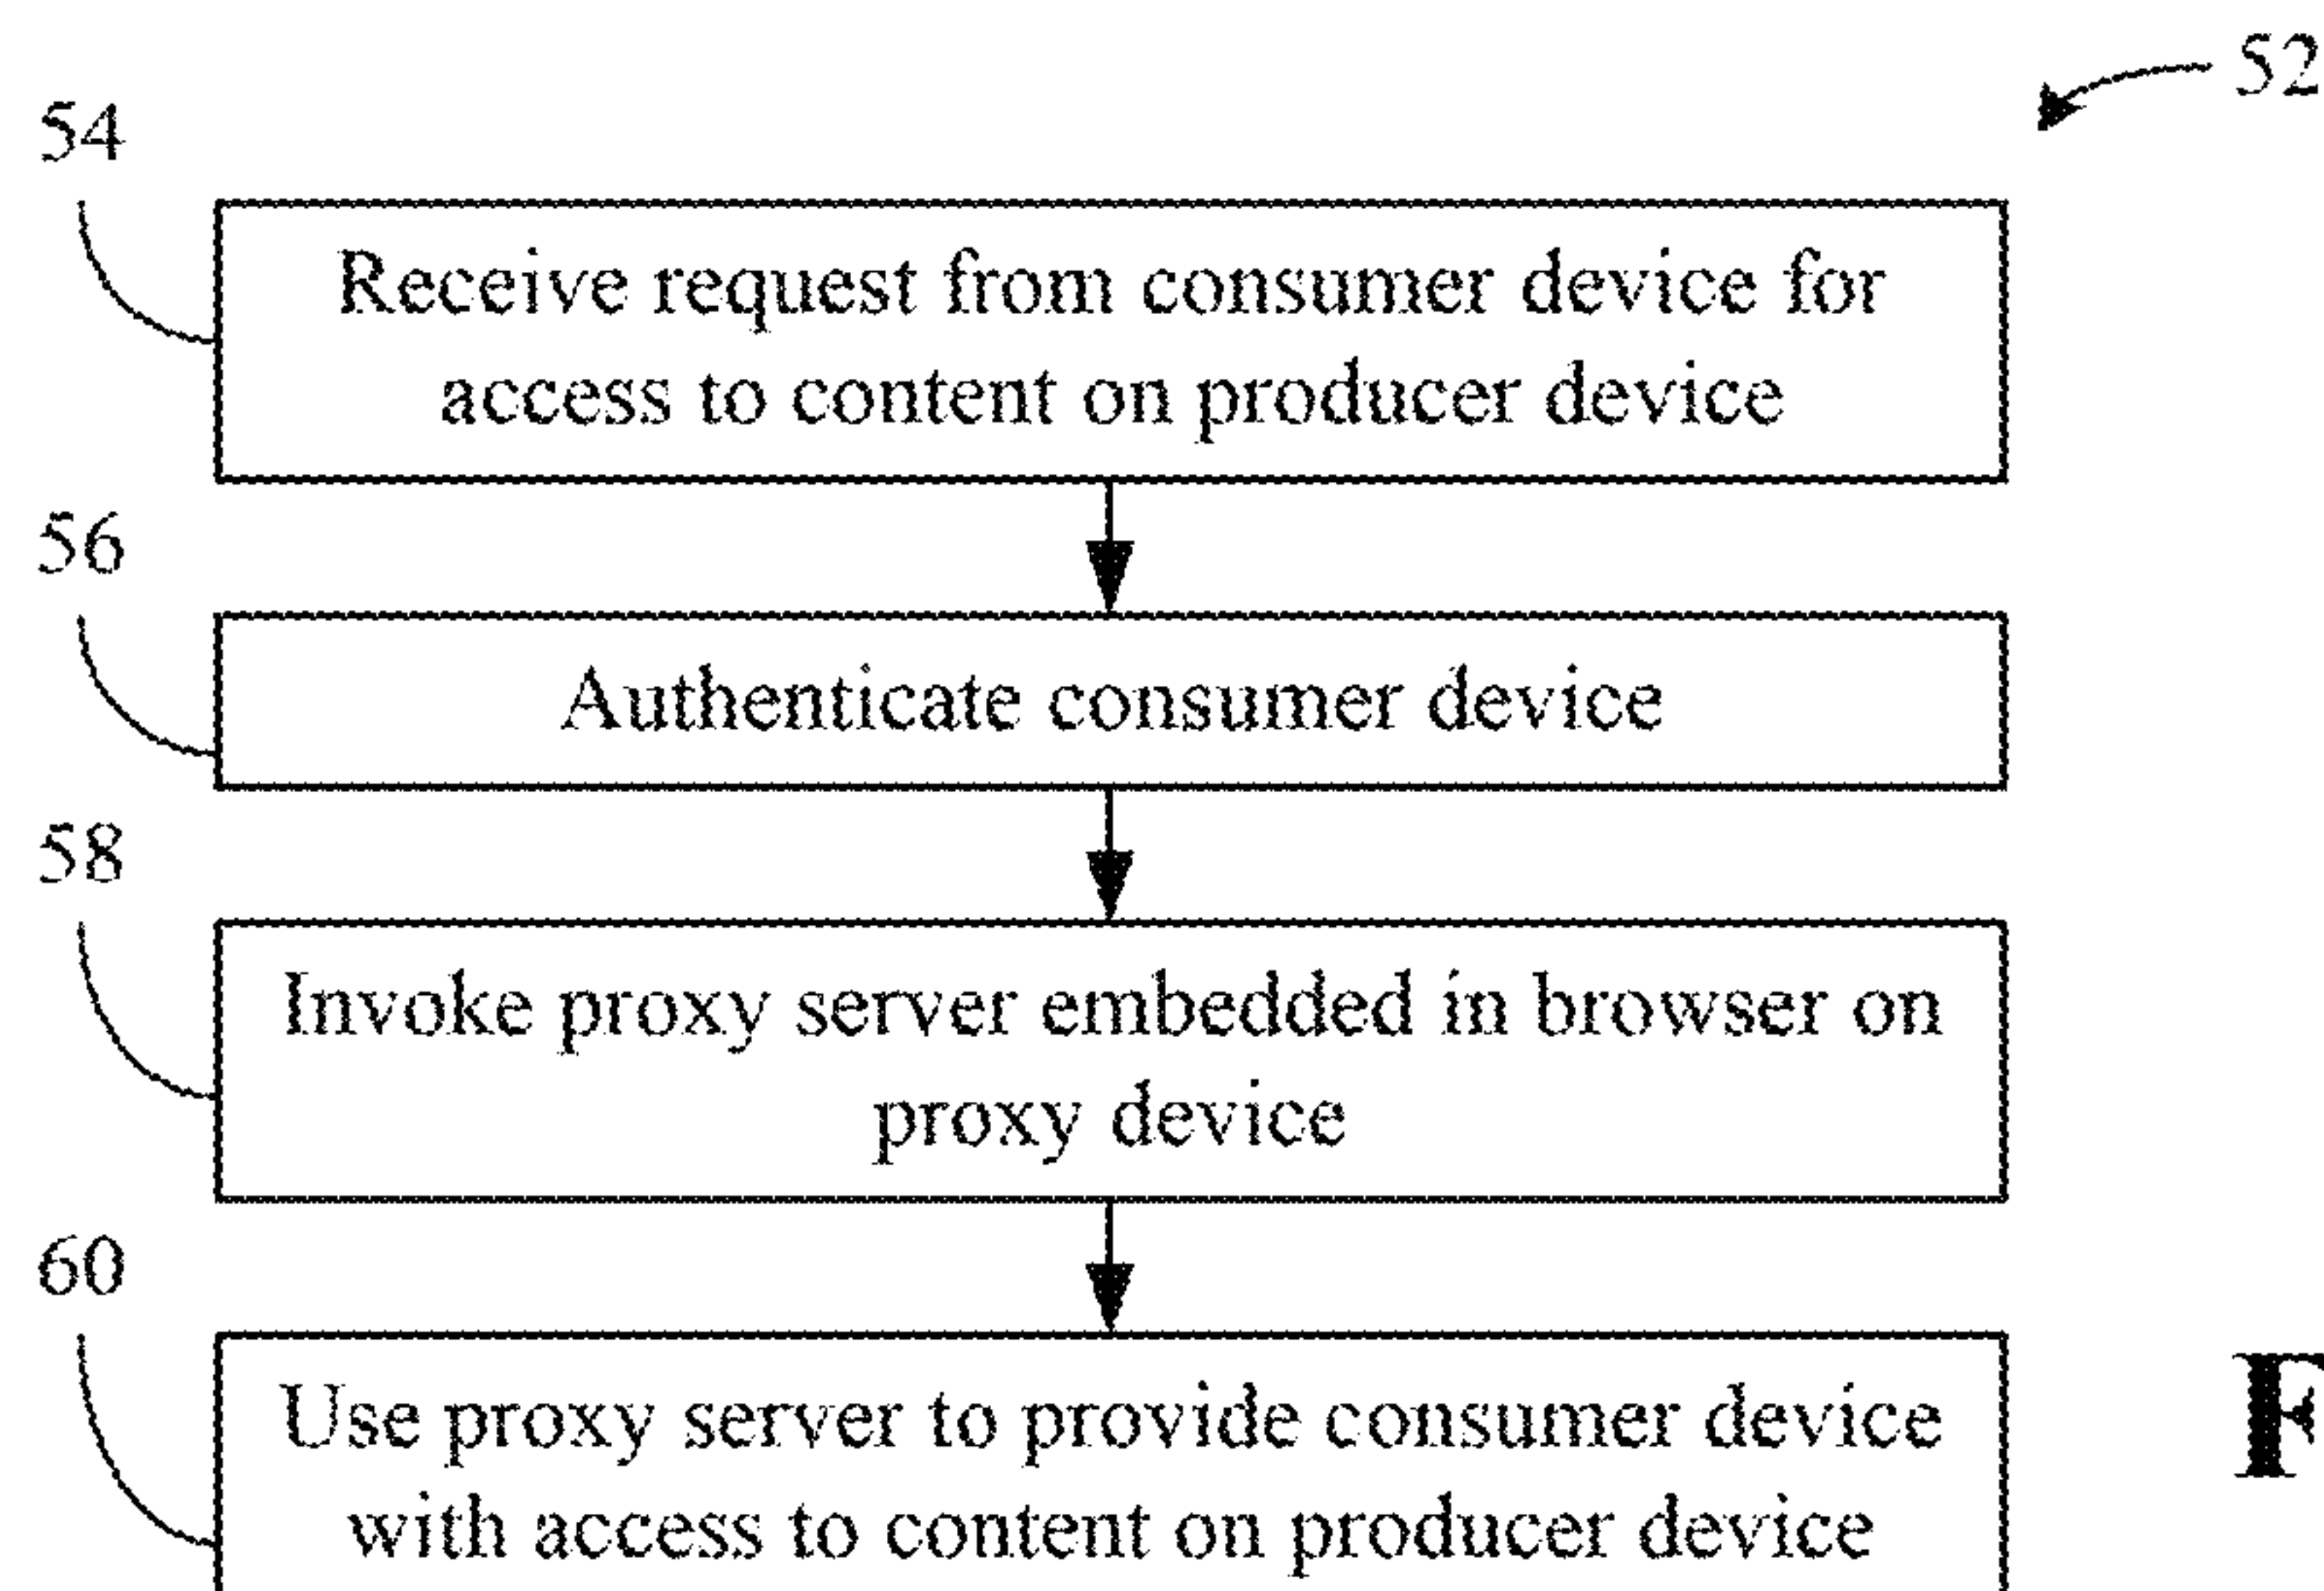 52
54
Receive request from consumer device for
access to content on producer device
56
Authenticate consumer device
58
Invoke proxy server embedded in browser on
proxy device
60
Use proxy server to provide consumer device
with access to content on producer device
F